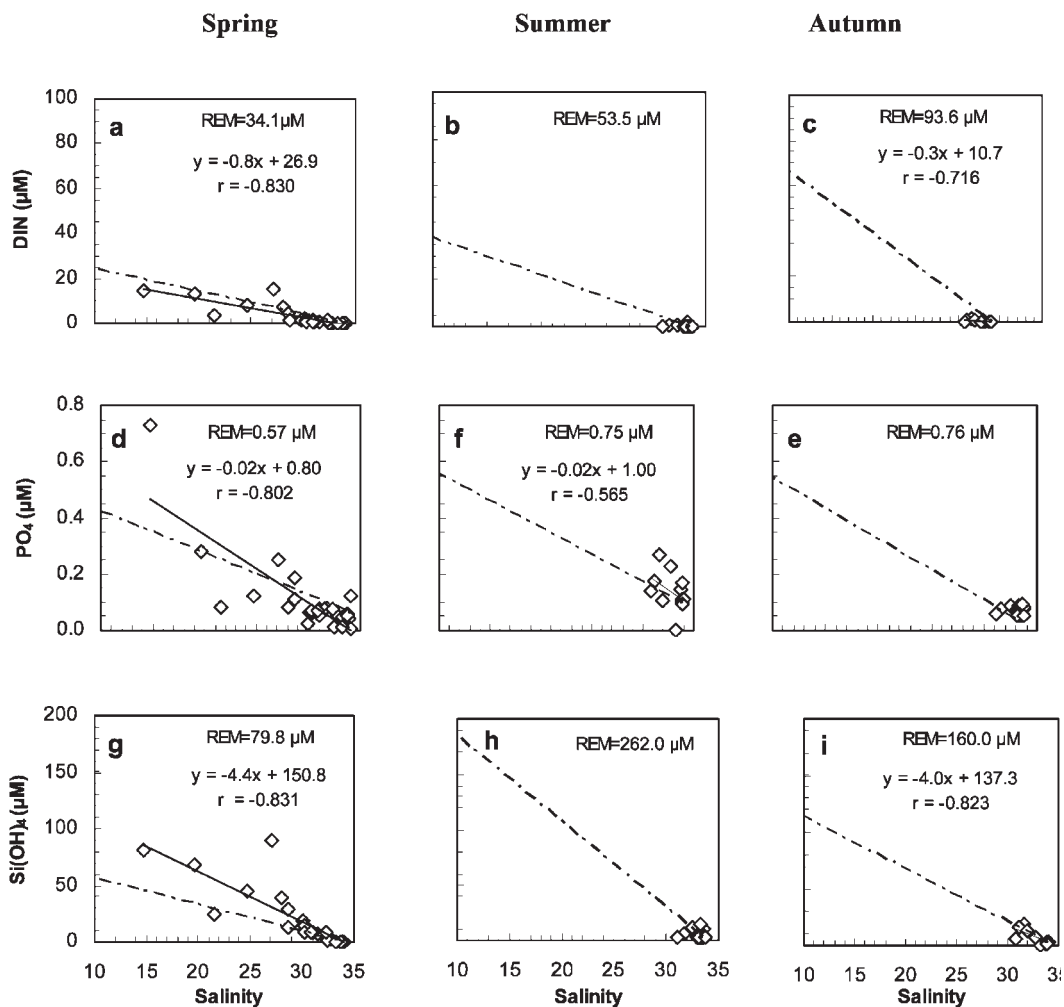 Spring Summer Autumn
100
80
60
40
20
0
DIN (µM)
a
REM=34.1µM
y = -0.8x + 26.9
r = -0.830
b
REM=53.5 µM
c
REM=93.6 µM
y = -0.3x + 10.7
r = -0.716
0.8
0.6
0.4
0.2
0.0
PO₄ (µM)
d
REM=0.57 µM
y = -0.02x + 0.80
r = -0.802
f
REM=0.75 µM
y = -0.02x + 1.00
r = -0.565
e
REM=0.76 µM
200
150
100
50
0
Si(OH)₄ (µM)
g
REM=79.8 µM
y = -4.4x + 150.8
r = -0.831
h
REM=262.0 µM
i
REM=160.0 µM
y = -4.0x + 137.3
r = -0.823
10 15 20 25 30 35
Salinity
10 15 20 25 30 35
Salinity
10 15 20 25 30 35
Salinity